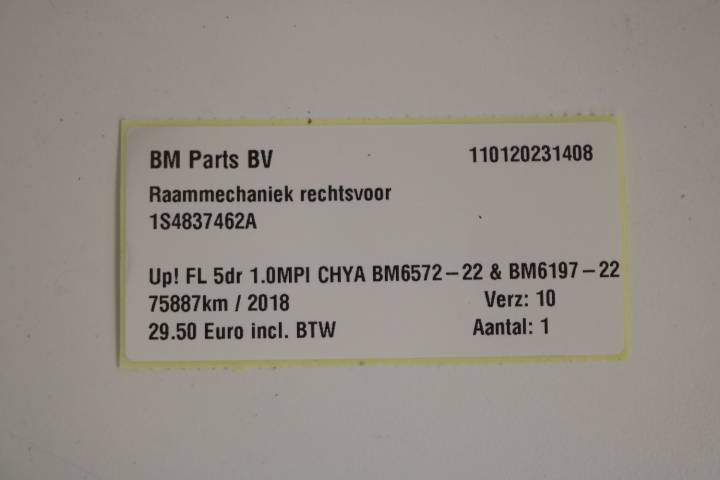 BM Parts BV 110120231408
Raammechaniek rechtsvoor
1S4837462A
Up! FL 5dr 1.0MPI CHYA BM6572-22 & BM6197-22
75887km / 2018 Verz: 10
29.50 Euro incl. BTW Aantal: 1